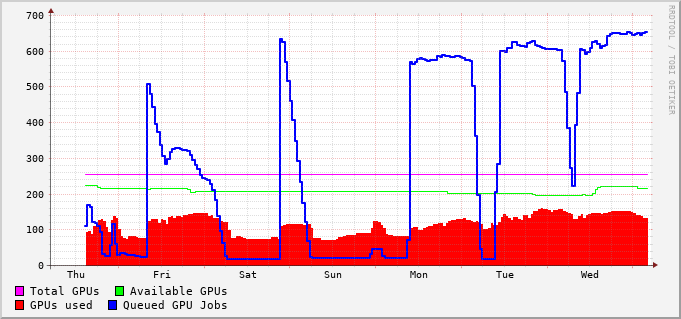 700
600
500
400
300
200
100
0
Thu Fri Sat Sun Mon Tue Wed
Total GPUs Available GPUs
GPUs used Queued GPU Jobs
RRDTOOL / TOBI OETIKER